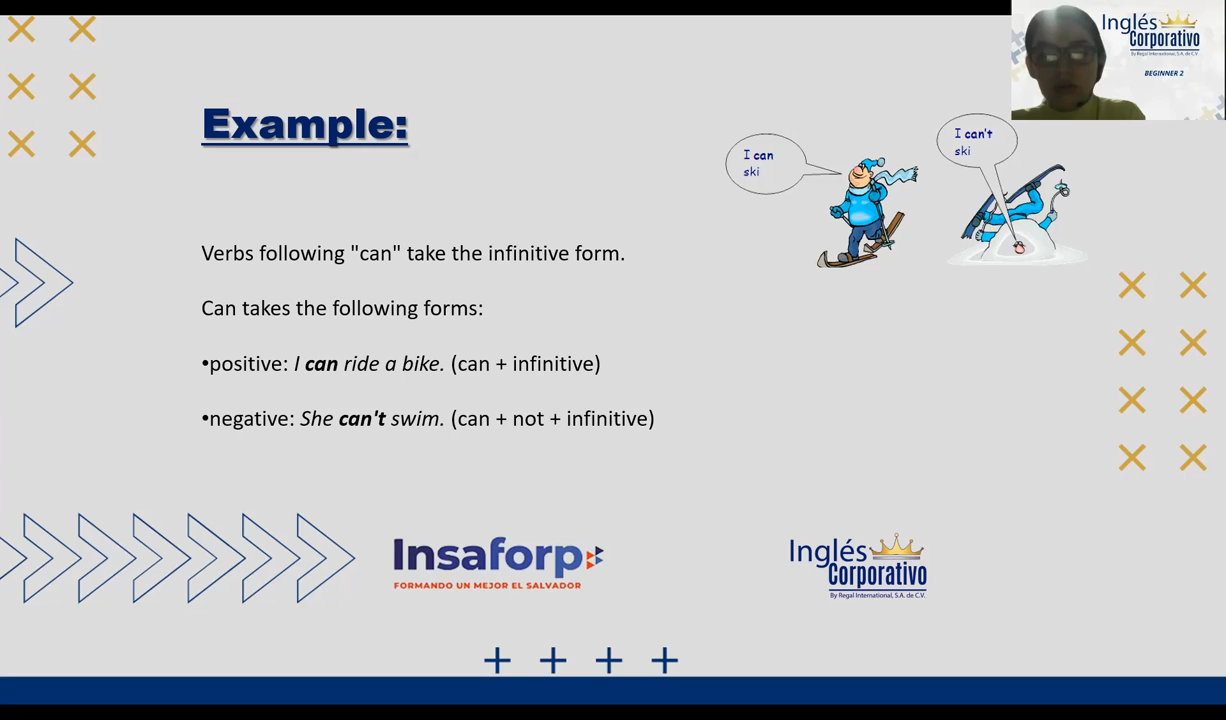 Inglés
Corporativo
By Regal International, S.A. de C.V.
BEGINNER 2
Example:
I can
ski
I can't
ski
Verbs following "can" take the infinitive form.
Can takes the following forms:
•positive: I can ride a bike. (can + infinitive)
•negative: She can't swim. (can + not + infinitive)
Insaforp
FORMANDO UN MEJOR EL SALVADOR
Inglés
Corporativo
By Regal International, S.A. de C.V.